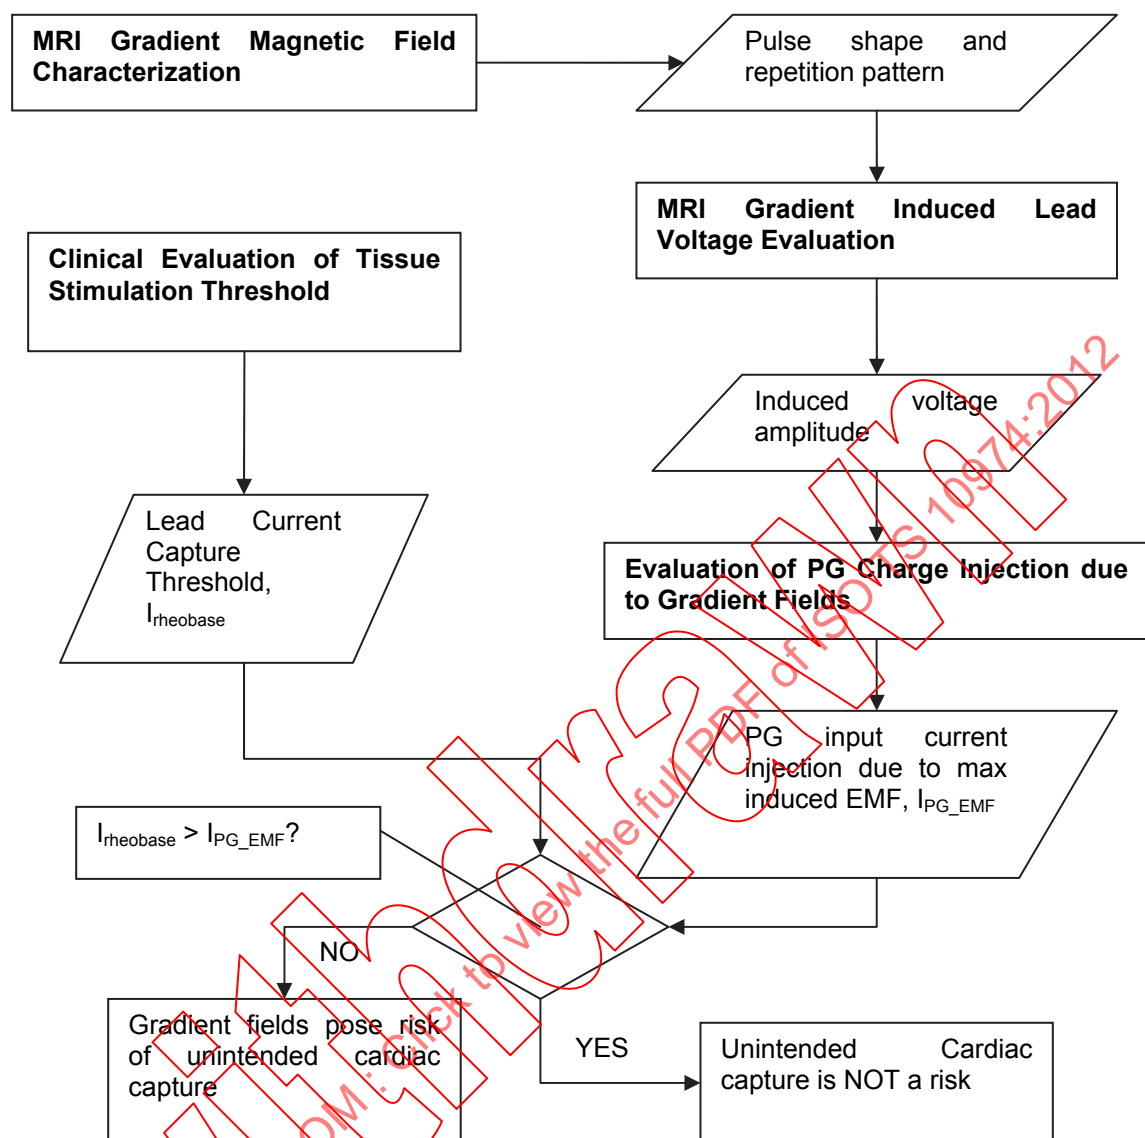 MRI Gradient Magnetic Field
Characterization
Pulse shape and
repetition pattern
MRI Gradient Induced Lead
Voltage Evaluation
Clinical Evaluation of Tissue
Stimulation Threshold
Induced voltage
amplitude
Lead Current
Capture
Threshold,
Irheobase
Evaluation of PG Charge Injection due
to Gradient Fields
PG input current
injection due to max
induced EMF, IPG_EMF
Irheobase > IPG_EMF?
NO
Gradient fields pose risk
of unintended cardiac
capture
YES
Unintended Cardiac
capture is NOT a risk
OM : Click to view the full PDF of ISO/TS 10974:2012
ithdrawn